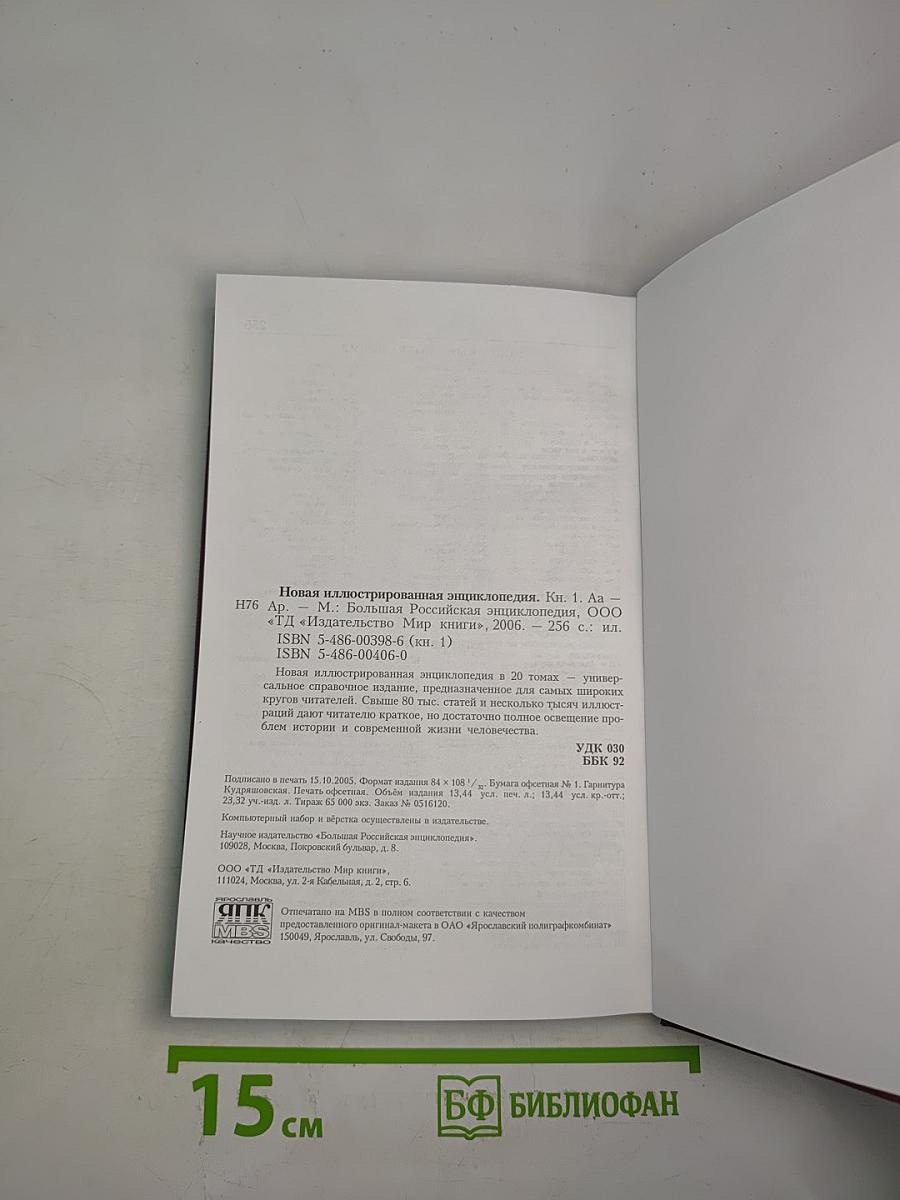 Новая иллюстрированная энциклопедия. Кн. 1. Аа –
Н76 Ар. – М.: Большая Российская энциклопедия, ООО
«ТД «Издательство Мир книги», 2006. – 256 с.: ил.
ISBN 5-486-00398-6 (кн. 1)
ISBN 5-486-00406-0
Новая иллюстрированная энциклопедия в 20 томах – универ-
сальное справочное издание, предназначенное для самых широких
кругов читателей. Свыше 80 тыс. статей и несколько тысяч иллюст-
раций дают читателю краткое, но достаточно полное освещение про-
блем истории и современной жизни человечества.
УДК 030
ББК 92
Подписано в печать 15.10.2005. Формат издания 84 × 108 1/32. Бумага офсетная № 1. Гарнитура
Кудряшовская. Печать офсетная. Объём издания 13,44 усл. печ. л.; 13,44 усл. кр.-отт.;
23,32 уч.-изд. л. Тираж 65 000 экз. Заказ № 0516120.
Компьютерный набор и вёрстка осуществлены в издательстве.
Научное издательство «Большая Российская энциклопедия».
109028, Москва, Покровский бульвар, д. 8.
ООО «ТД «Издательство Мир книги»,
111024, Москва, ул. 2-я Кабельная, д. 2, стр. 6.
ЯРОСЛАВЛЬ
ЯПК
MBS
КАЧЕСТВО
Отпечатано на MBS в полном соответствии с качеством
предоставленного оригинал-макета в ОАО «Ярославский полиграфкомбинат»
150049, Ярославль, ул. Свободы, 97.
15 см
БФ БИБЛИОФАН